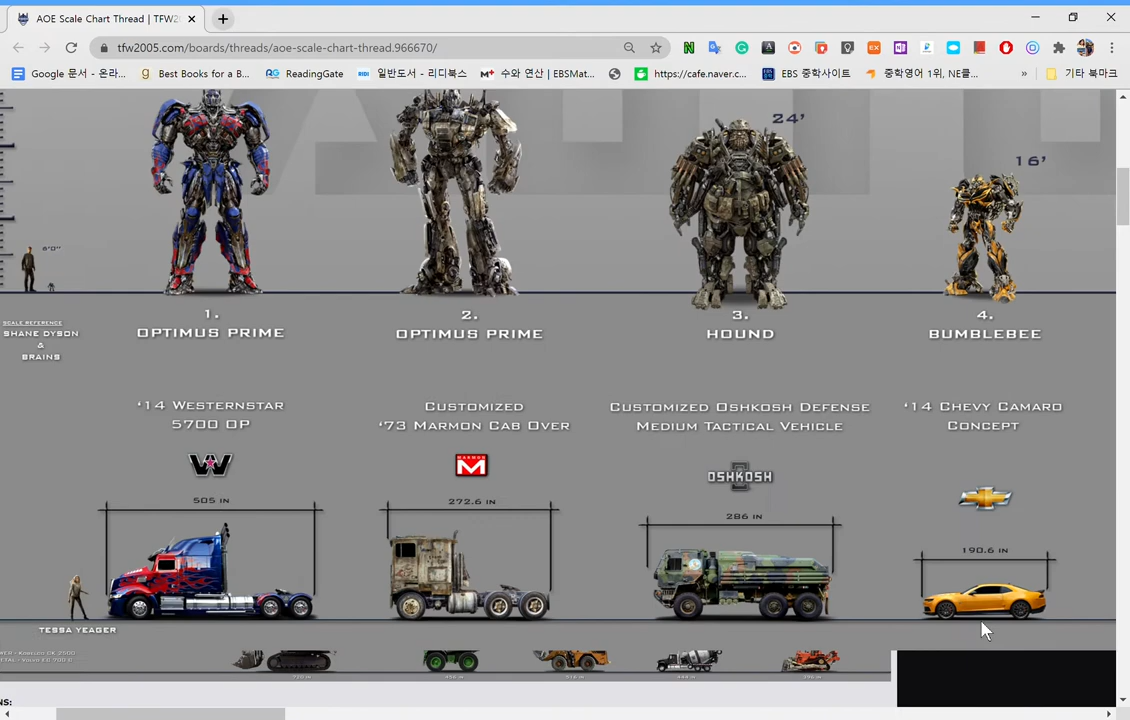 AOE Scale Chart Thread | TFW2
tfw2005.com/boards/threads/aoe-scale-chart-thread.966670/
Google 문서 - 온라...
Best Books for a B...
ReadingGate
일반도서 - 리디북스
수와 연산 | EBSMat...
https://cafe.naver.c...
EBS 중학사이트
중학영어 1위, NE클...
»
기타 북마크
24'
16'
6'0"
SCALE REFERENCE
SHANE DYSON
&
BRAINS
1.
OPTIMUS PRIME
2.
OPTIMUS PRIME
3.
HOUND
4.
BUMBLEBEE
'14 WESTERNSTAR
5700 OP
CUSTOMIZED
'73 MARMON CAB OVER
CUSTOMIZED OSHKOSH DEFENSE
MEDIUM TACTICAL VEHICLE
'14 CHEVY CAMARO
CONCEPT
MARMON
M
OSHKOSH
505 IN
272.6 IN
286 IN
190.6 IN
TESSA YEAGER
NS: